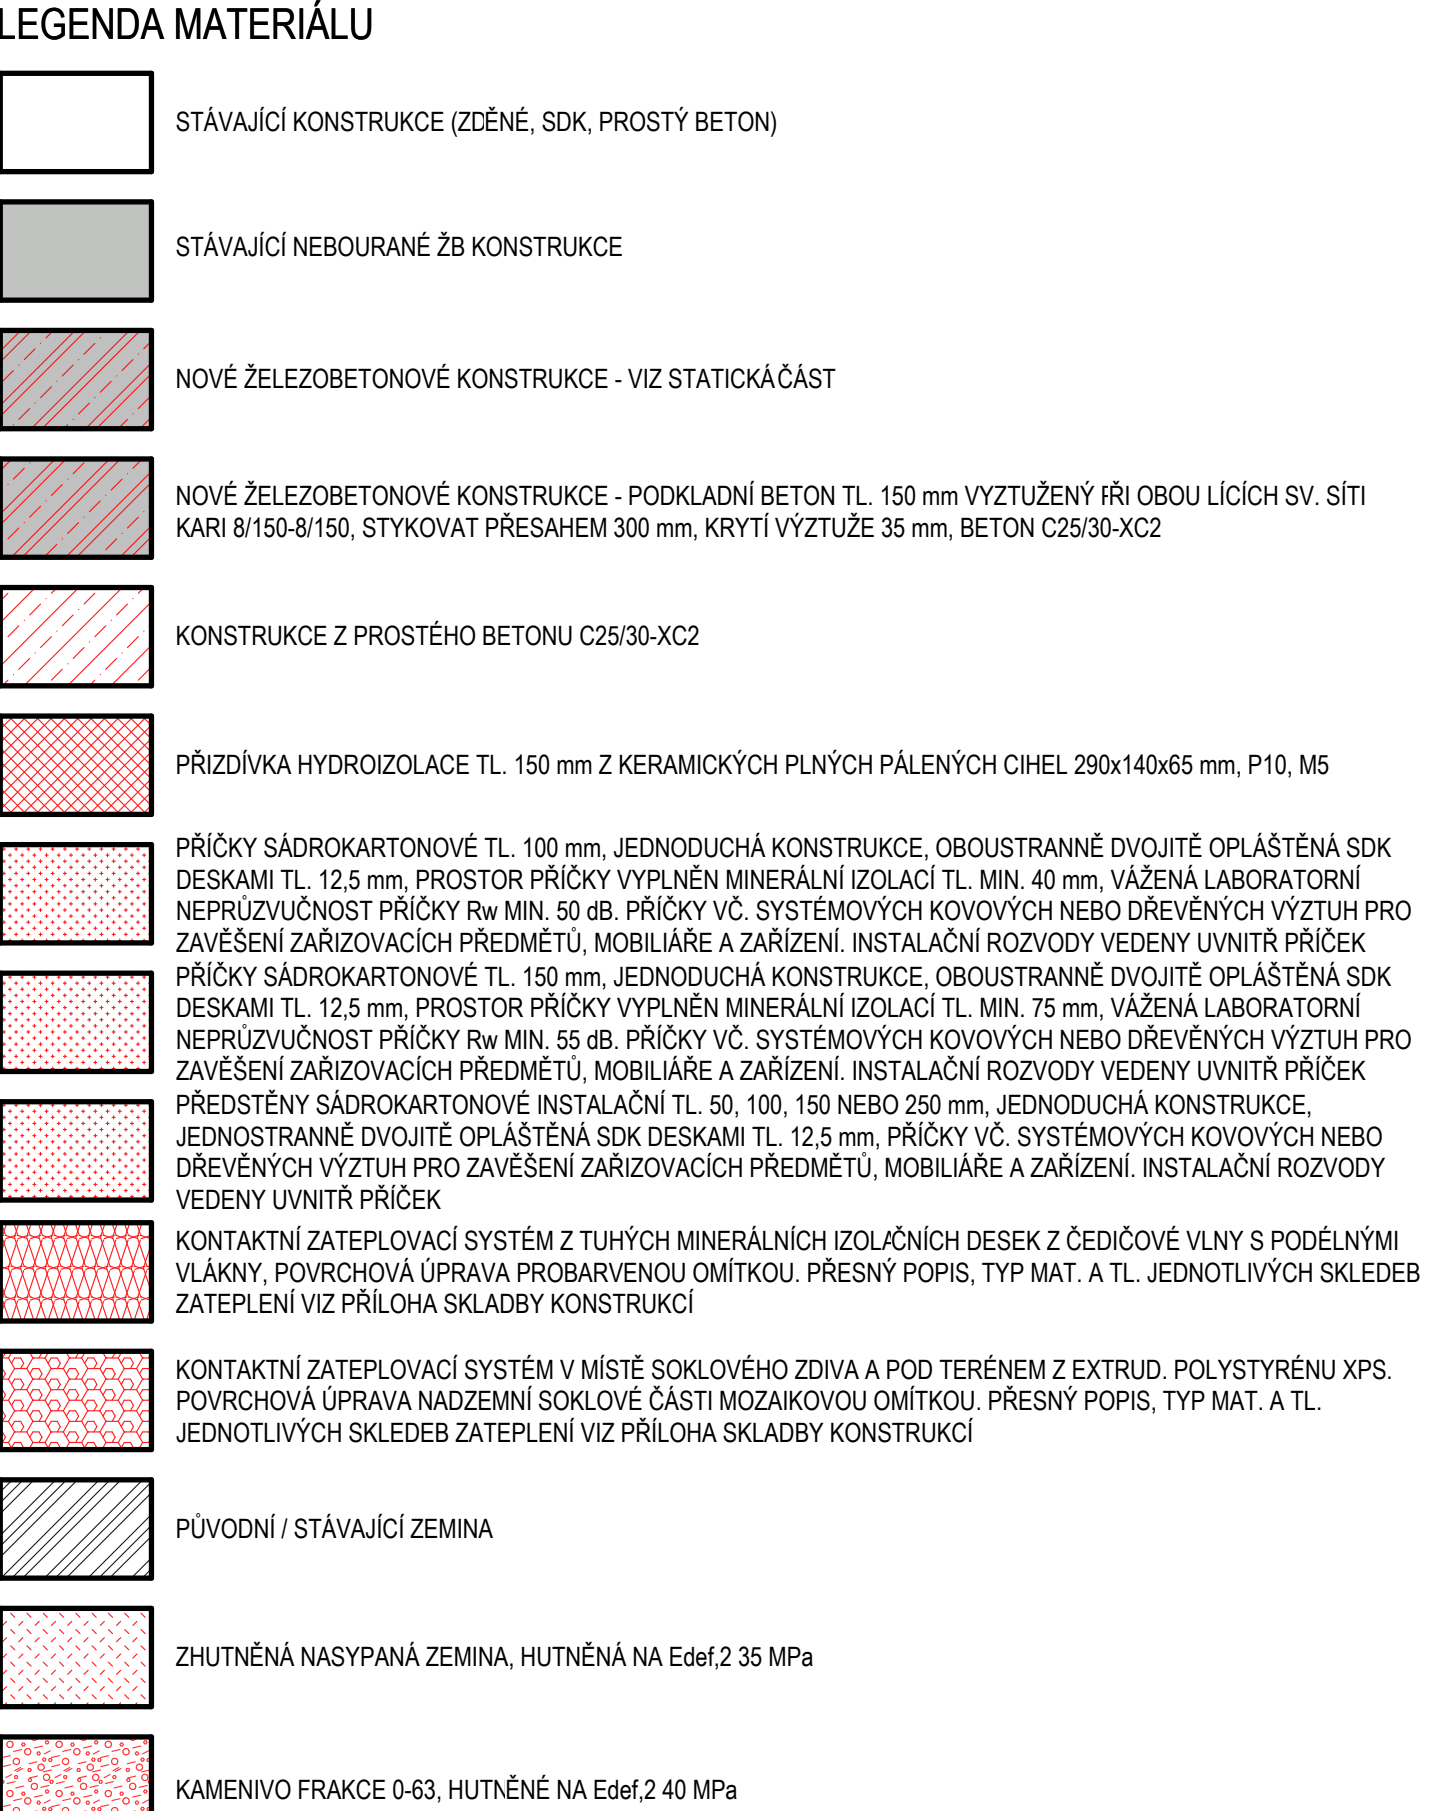 LEGENDA MATERIÁLU
STÁVAJÍCÍ KONSTRUKCE (ZDĚNÉ, SDK, PROSTÝ BETON)
STÁVAJÍCÍ NEBOURANÉ ŽB KONSTRUKCE
NOVÉ ŽELEZOBETONOVÉ KONSTRUKCE - VIZ STATICKÁ ČÁST
NOVÉ ŽELEZOBETONOVÉ KONSTRUKCE - PODKLADNÍ BETON TL. 150 mm VYZTUŽENÝ PŘI OBOU LÍCÍCH SV. SÍTI
KARI 8/150-8/150, STYKOVAT PŘESAHEM 300 mm, KRYTÍ VÝZTUŽE 35 mm, BETON C25/30-XC2
KONSTRUKCE Z PROSTÉHO BETONU C25/30-XC2
PŘIZDÍVKA HYDROIZOLACE TL. 150 mm Z KERAMICKÝCH PLNÝCH PÁLENÝCH CIHEL 290x140x65 mm, P10, M5
PŘÍČKY SÁDROKARTONOVÉ TL. 100 mm, JEDNODUCHÁ KONSTRUKCE, OBOUSTRANNĚ DVOJITĚ OPLÁŠTĚNÁ SDK
DESKAMI TL. 12,5 mm, PROSTOR PŘÍČKY VYPLNĚN MINERÁLNÍ IZOLACÍ TL. MIN. 40 mm, VÁŽENÁ LABORATORNÍ
NEPRŮZVUČNOST PŘÍČKY Rw MIN. 50 dB. PŘÍČKY VČ. SYSTÉMOVÝCH KOVOVÝCH NEBO DŘEVĚNÝCH VÝZTUH PRO
ZAVĚŠENÍ ZAŘIZOVACÍCH PŘEDMĚTŮ, MOBILIÁŘE A ZAŘÍZENÍ. INSTALAČNÍ ROZVODY VEDENY UVNITŘ PŘÍČEK
PŘÍČKY SÁDROKARTONOVÉ TL. 150 mm, JEDNODUCHÁ KONSTRUKCE, OBOUSTRANNĚ DVOJITĚ OPLÁŠTĚNÁ SDK
DESKAMI TL. 12,5 mm, PROSTOR PŘÍČKY VYPLNĚN MINERÁLNÍ IZOLACÍ TL. MIN. 75 mm, VÁŽENÁ LABORATORNÍ
NEPRŮZVUČNOST PŘÍČKY Rw MIN. 55 dB. PŘÍČKY VČ. SYSTÉMOVÝCH KOVOVÝCH NEBO DŘEVĚNÝCH VÝZTUH PRO
ZAVĚŠENÍ ZAŘIZOVACÍCH PŘEDMĚTŮ, MOBILIÁŘE A ZAŘÍZENÍ. INSTALAČNÍ ROZVODY VEDENY UVNITŘ PŘÍČEK
PŘEDSTĚNY SÁDROKARTONOVÉ INSTALAČNÍ TL. 50, 100, 150 NEBO 250 mm, JEDNODUCHÁ KONSTRUKCE,
JEDNOSTRANNĚ DVOJITĚ OPLÁŠTĚNÁ SDK DESKAMI TL. 12,5 mm, PŘÍČKY VČ. SYSTÉMOVÝCH KOVOVÝCH NEBO
DŘEVĚNÝCH VÝZTUH PRO ZAVĚŠENÍ ZAŘIZOVACÍCH PŘEDMĚTŮ, MOBILIÁŘE A ZAŘÍZENÍ. INSTALAČNÍ ROZVODY
VEDENY UVNITŘ PŘÍČEK
KONTAKTNÍ ZATEPLOVACÍ SYSTÉM Z TUHÝCH MINERÁLNÍCH IZOLAČNÍCH DESEK Z ČEDIČOVÉ VLNY S PODÉLNÝMI
VLÁKNY, POVRCHOVÁ ÚPRAVA PROBARVENOU OMÍTKOU. PŘESNÝ POPIS, TYP MAT. A TL. JEDNOTLIVÝCH SKLEDEB
ZATEPLENÍ VIZ PŘÍLOHA SKLADBY KONSTRUKCÍ
KONTAKTNÍ ZATEPLOVACÍ SYSTÉM V MÍSTĚ SOKLOVÉHO ZDIVA A POD TERÉNEM Z EXTRUD. POLYSTYRÉNU XPS.
POVRCHOVÁ ÚPRAVA NADZEMNÍ SOKLOVÉ ČÁSTI MOZAIKOVOU OMÍTKOU. PŘESNÝ POPIS, TYP MAT. A TL.
JEDNOTLIVÝCH SKLEDEB ZATEPLENÍ VIZ PŘÍLOHA SKLADBY KONSTRUKCÍ
PŮVODNÍ / STÁVAJÍCÍ ZEMINA
ZHUTNĚNÁ NASYPANÁ ZEMINA, HUTNĚNÁ NA Edef,2 35 MPa
KAMENIVO FRAKCE 0-63, HUTNĚNÉ NA Edef,2 40 MPa